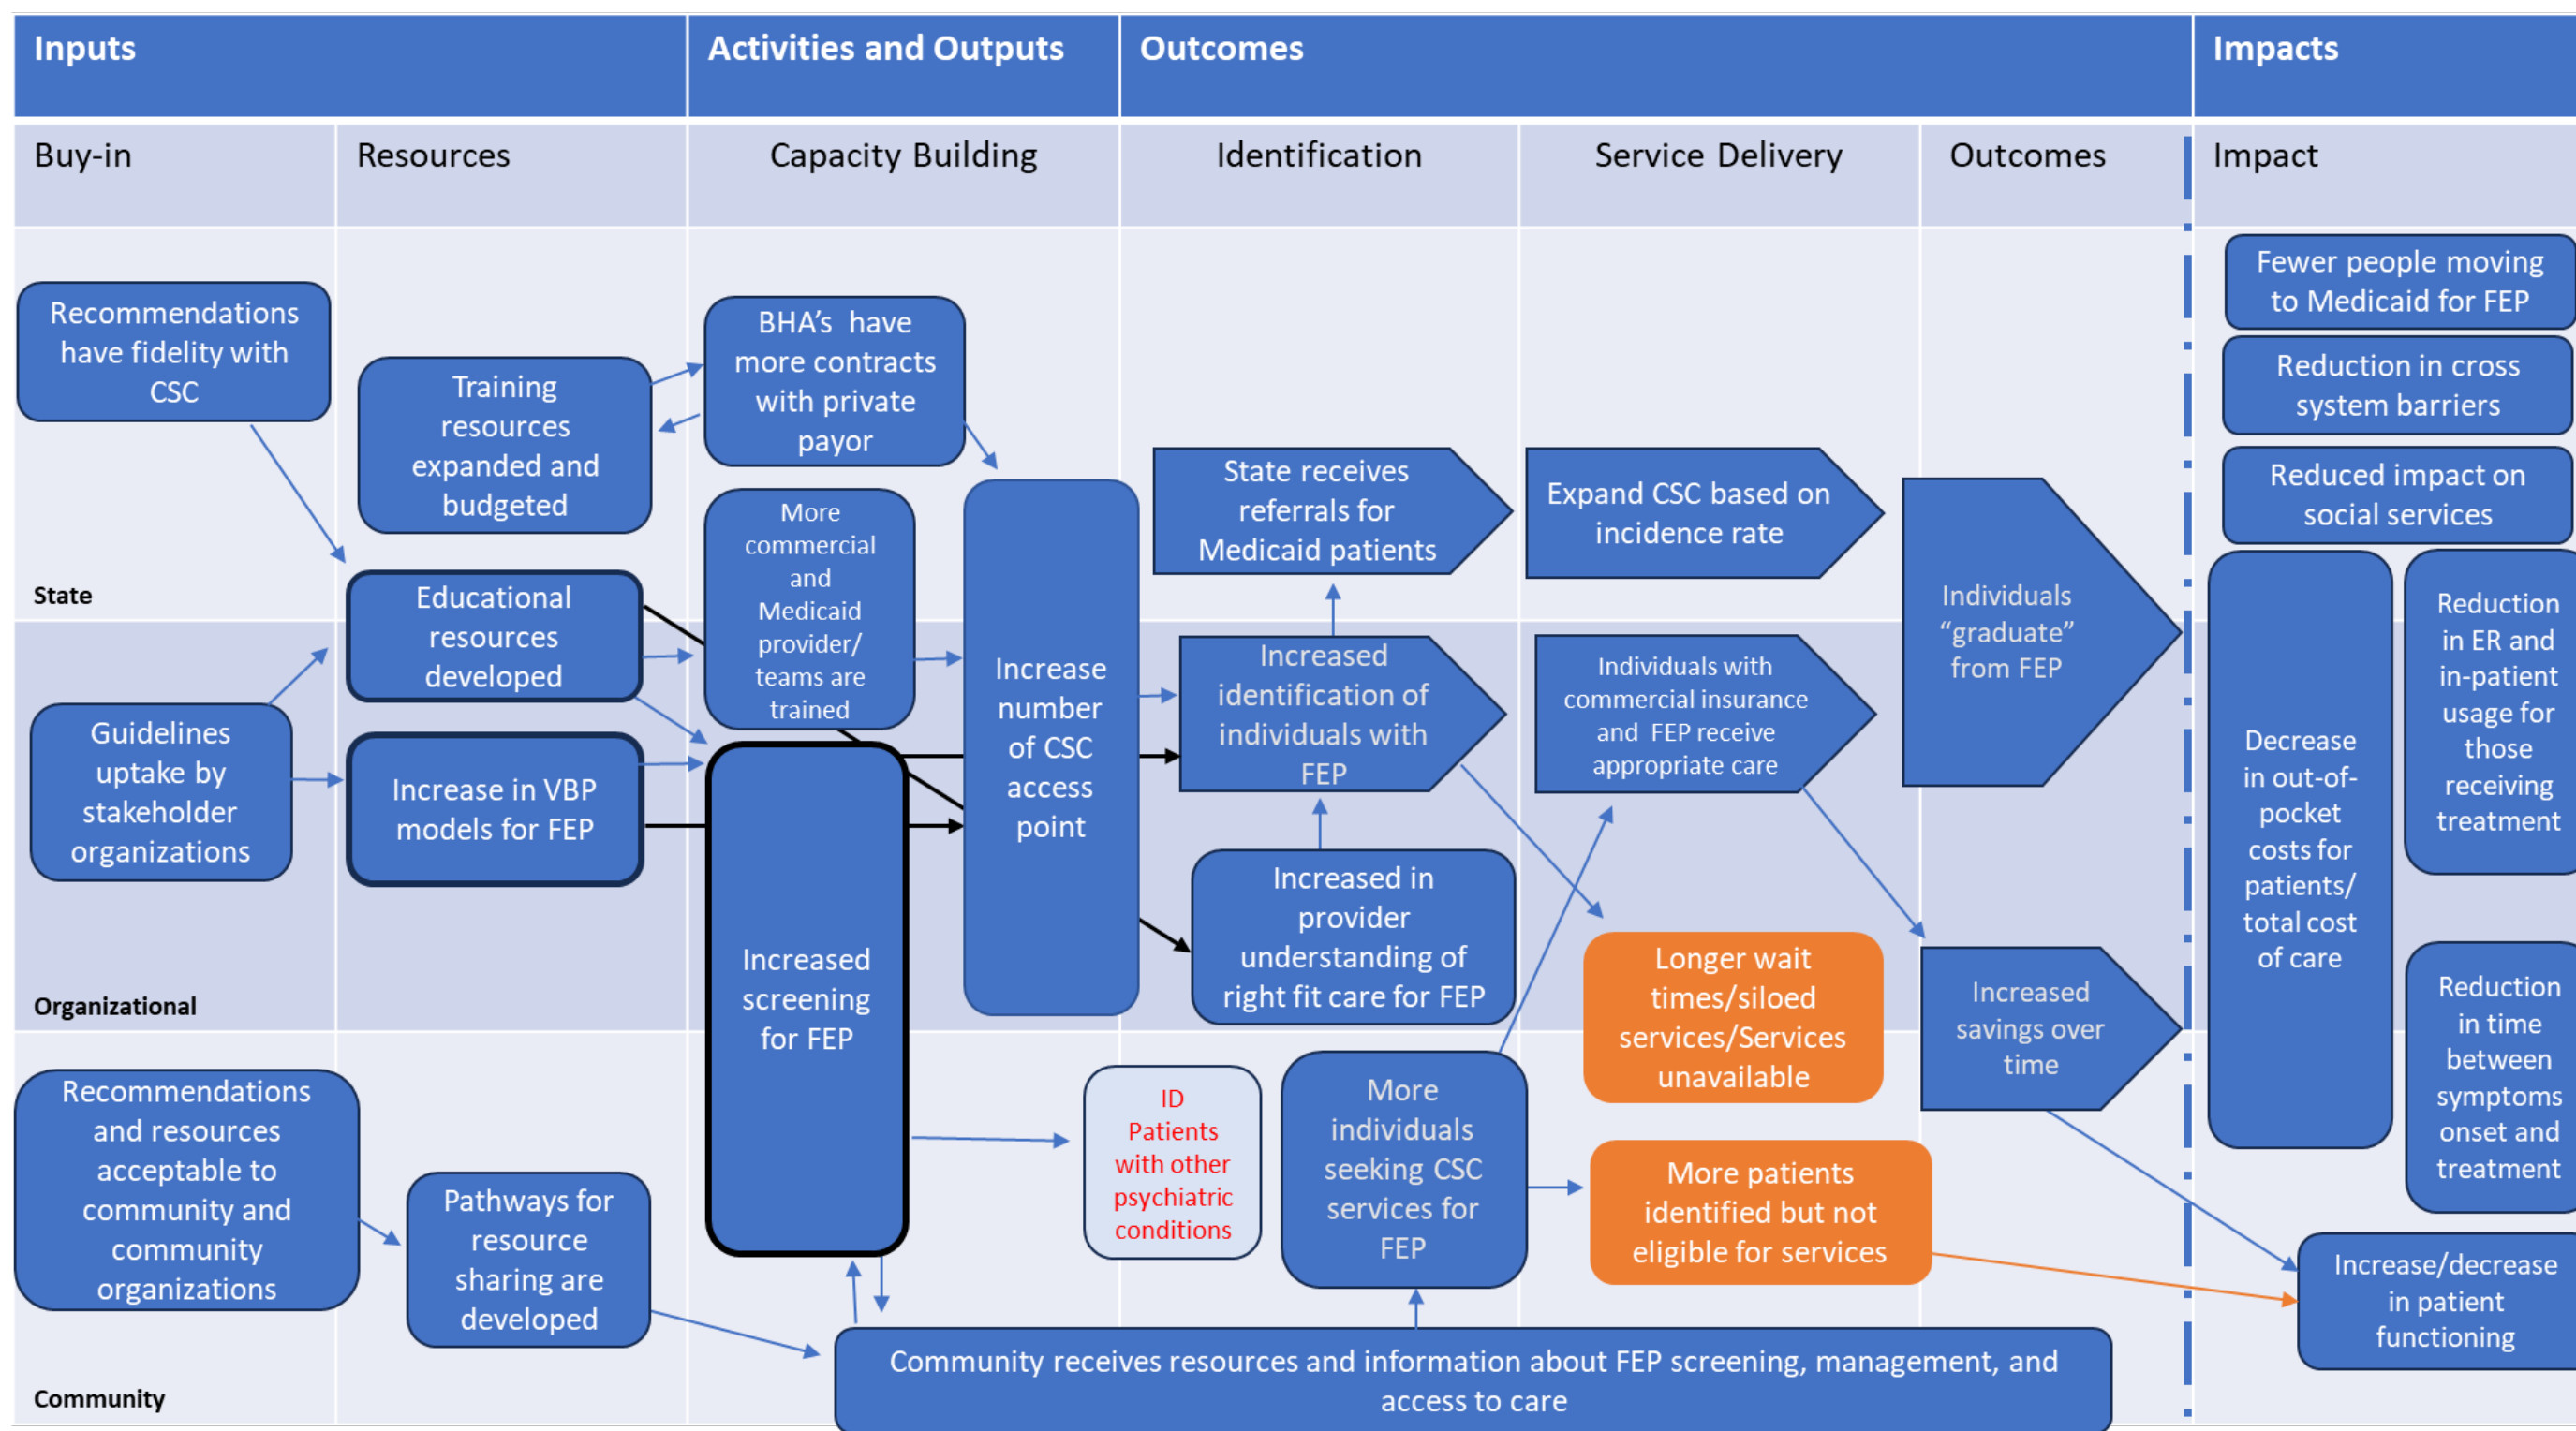 Inputs
Activities and Outputs
Outcomes
Impacts
Buy-in
Resources
Capacity Building
Identification
Service Delivery
Outcomes
Impact
Recommendations
have fidelity with
CSC
Training
resources
expanded and
budgeted
BHA's have
more contracts
with private
payor
More
commercial
and
Medicaid
provider/
teams are
trained
State receives
referrals for
Medicaid patients
Expand CSC based on
incidence rate
Individuals
“graduate”
from FEP
Fewer people moving
to Medicaid for FEP
Reduction in cross
system barriers
Reduced impact on
social services
State
Educational
resources
developed
Guidelines
uptake by
stakeholder
organizations
Increase in VBP
models for FEP
Increased
screening
for FEP
Increase
number
of CSC
access
point
Increased
identification of
individuals with
FEP
Increased in
provider
understanding of
right fit care for FEP
Individuals with
commercial insurance
and FEP receive
appropriate care
Longer wait
times/siloed
services/Services
unavailable
Increased
savings over
time
Decrease
in out-of-
pocket
costs for
patients/
total cost
of care
Reduction
in ER and
in-patient
usage for
those
receiving
treatment
Reduction
in time
between
symptoms
onset and
treatment
Organizational
Recommendations
and resources
acceptable to
community and
community
organizations
Pathways for
resource
sharing are
developed
ID
Patients
with other
psychiatric
conditions
More
individuals
seeking CSC
services for
FEP
More patients
identified but not
eligible for services
Increase/decrease
in patient
functioning
Community receives resources and information about FEP screening, management, and
access to care
Community